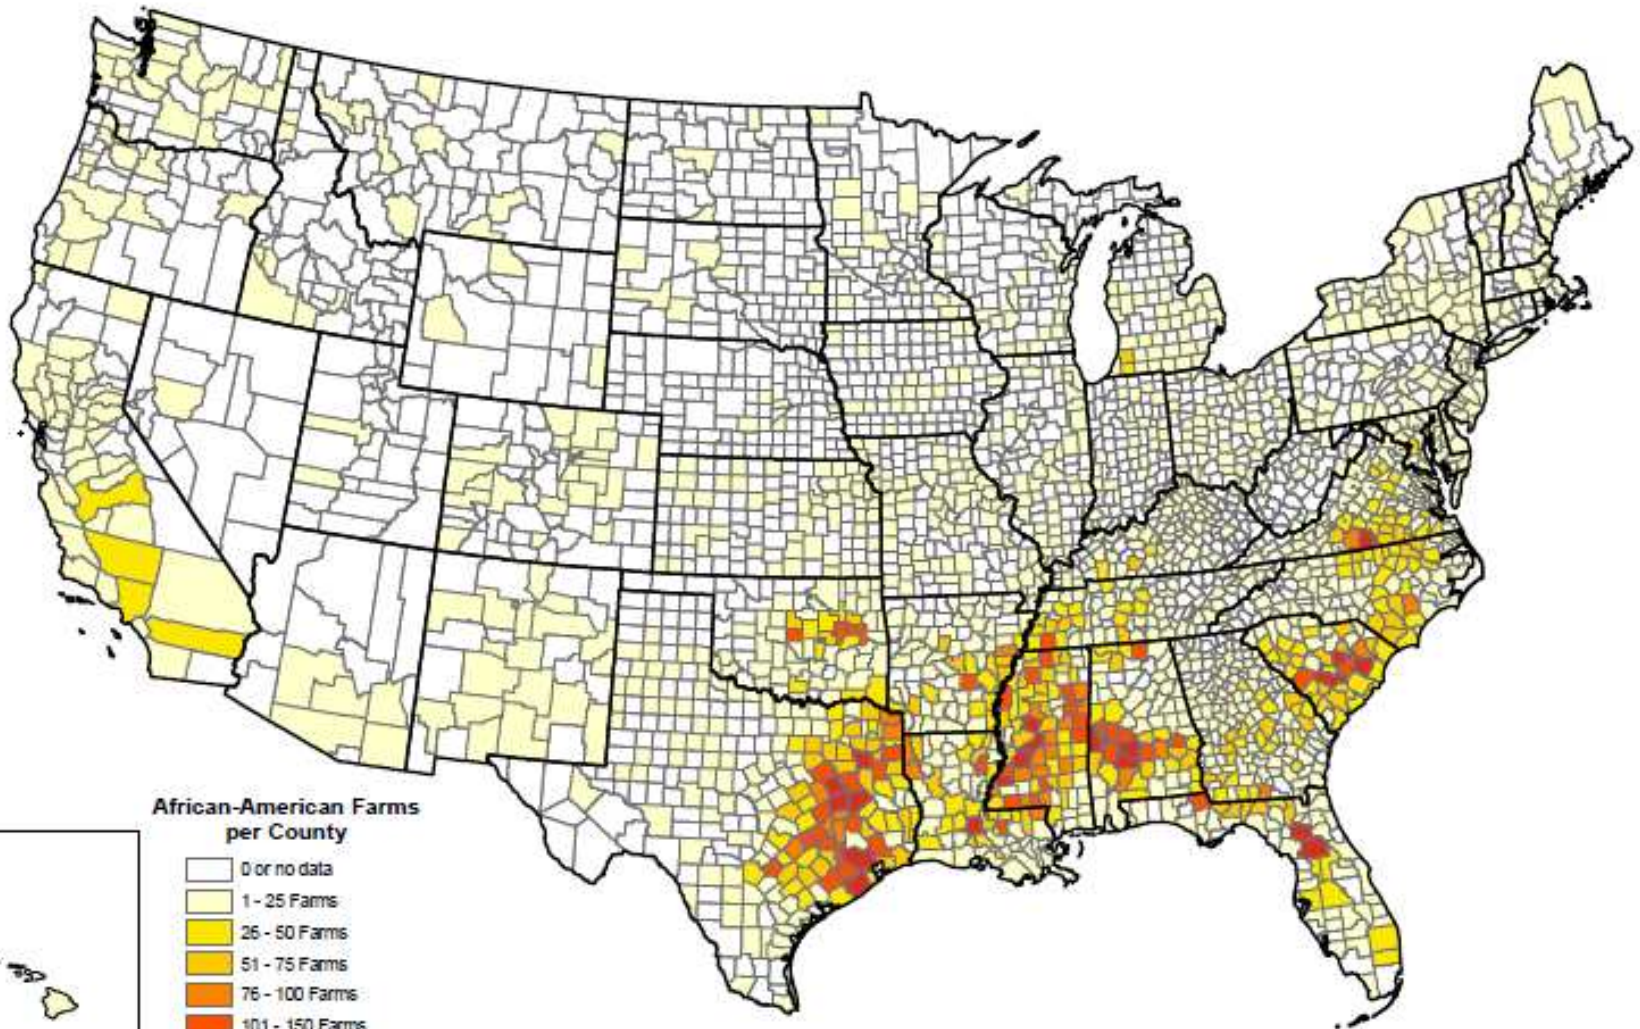 African-American Farms
per County
0 or no data
1 - 25 Farms
26 - 50 Farms
51 - 75 Farms
76 - 100 Farms
101 - 150 Farms